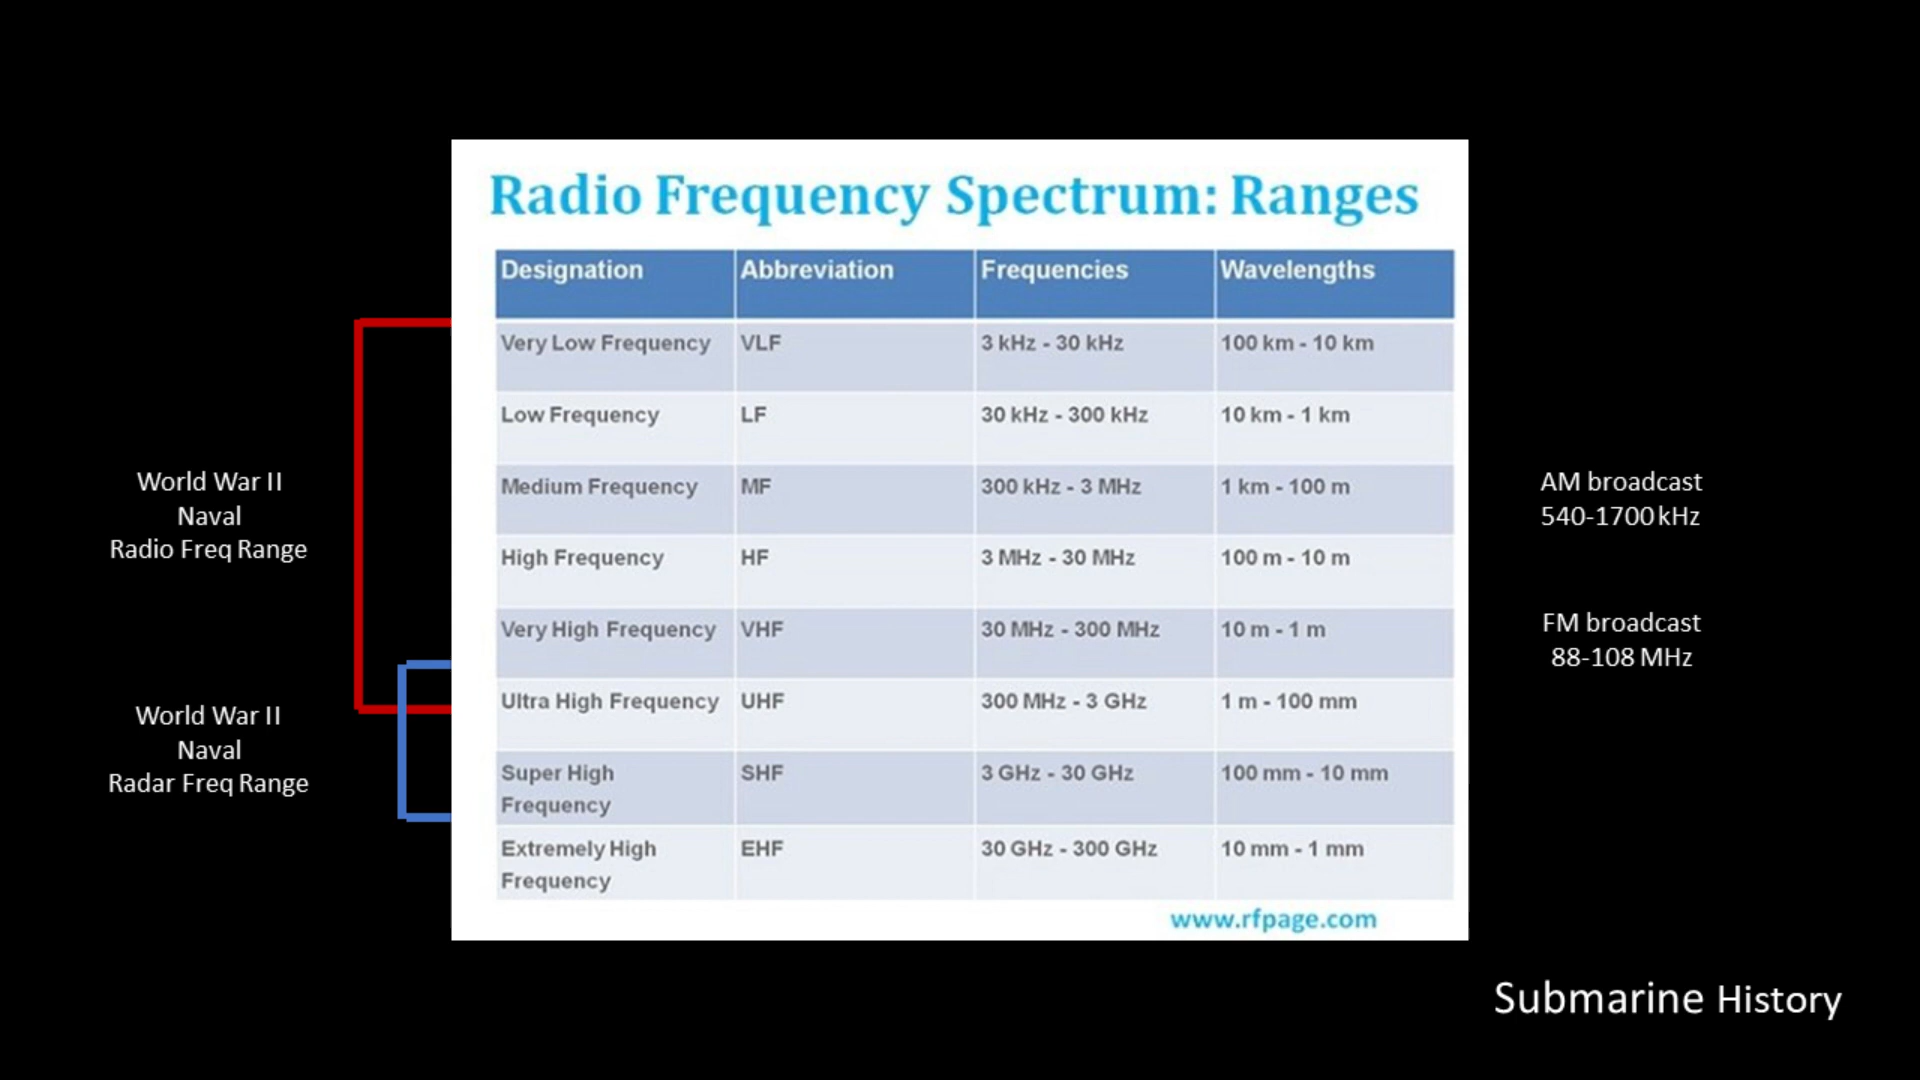 Radio Frequency Spectrum: Ranges
Designation Abbreviation Frequencies Wavelengths
Very Low Frequency VLF 3 kHz - 30 kHz 100 km - 10 km
Low Frequency LF 30 kHz - 300 kHz 10 km - 1 km
Medium Frequency MF 300 kHz - 3 MHz 1 km - 100 m
High Frequency HF 3 MHz - 30 MHz 100 m - 10 m
Very High Frequency VHF 30 MHz - 300 MHz 10 m - 1 m
Ultra High Frequency UHF 300 MHz - 3 GHz 1 m - 100 mm
Super High SHF 3 GHz - 30 GHz 100 mm - 10 mm
Frequency
Extremely High EHF 30 GHz - 300 GHz 10 mm - 1 mm
Frequency
www.rfpage.com
World War II
Naval
Radio Freq Range
World War II
Naval
Radar Freq Range
AM broadcast
540-1700 kHz
FM broadcast
88-108 MHz
Submarine History